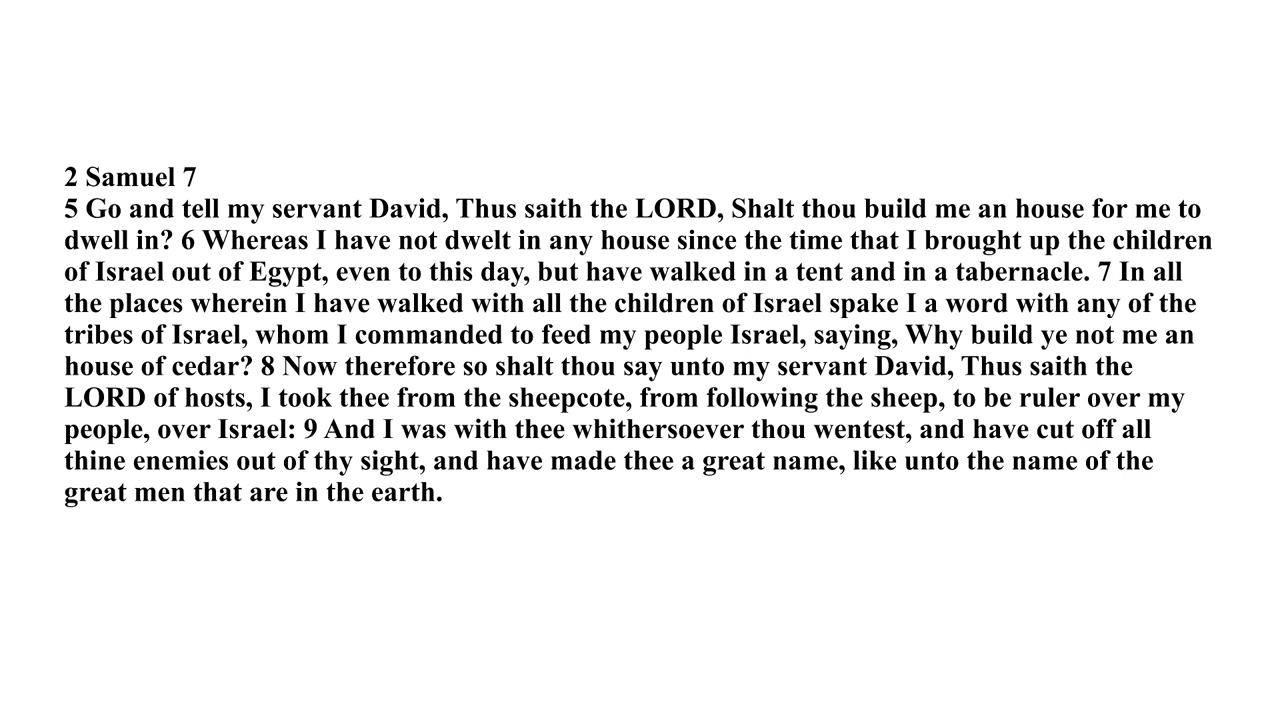 2 Samuel 7
5 Go and tell my servant David, Thus saith the LORD, Shalt thou build me an house for me to
dwell in? 6 Whereas I have not dwelt in any house since the time that I brought up the children
of Israel out of Egypt, even to this day, but have walked in a tent and in a tabernacle. 7 In all
the places wherein I have walked with all the children of Israel spake I a word with any of the
tribes of Israel, whom I commanded to feed my people Israel, saying, Why build ye not me an
house of cedar? 8 Now therefore so shalt thou say unto my servant David, Thus saith the
LORD of hosts, I took thee from the sheepcote, from following the sheep, to be ruler over my
people, over Israel: 9 And I was with thee whithersoever thou wentest, and have cut off all
thine enemies out of thy sight, and have made thee a great name, like unto the name of the
great men that are in the earth.